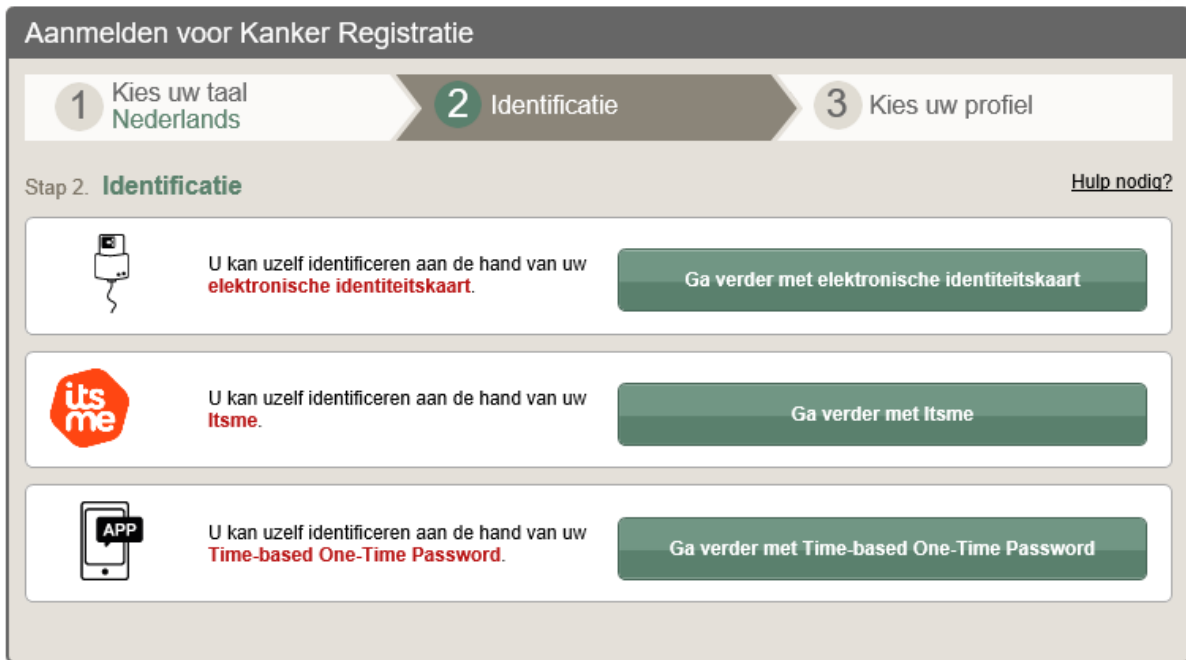 Aanmelden voor Kanker Registratie
1 Kies uw taal
Nederlands
2 Identificatie
3 Kies uw profiel
Stap 2. Identificatie
Hulp nodig?
U kan uzelf identificeren aan de hand van uw
elektronische identiteitskaart.
Ga verder met elektronische identiteitskaart
its
me
U kan uzelf identificeren aan de hand van uw
Itsme.
Ga verder met Itsme
APP
U kan uzelf identificeren aan de hand van uw
Time-based One-Time Password.
Ga verder met Time-based One-Time Password